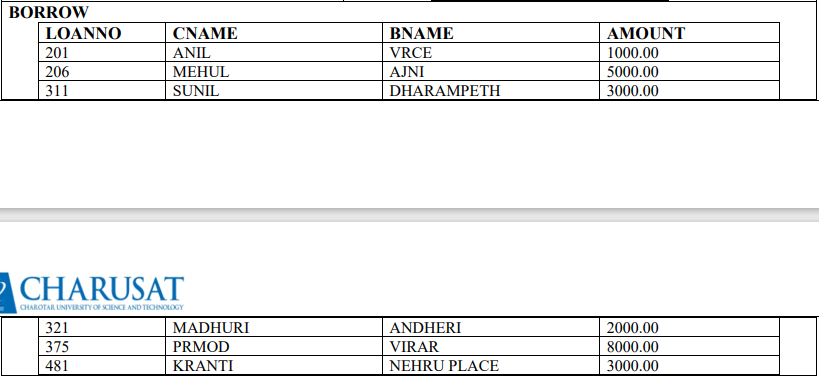 BORROW
LOANNO CNAME BNAME AMOUNT
201 ANIL VRCE 1000.00
206 MEHUL AJNI 5000.00
311 SUNIL DHARAMPETH 3000.00
CHARUSAT
CHAROTAR UNIVERSITY OF SCIENCE AND TECHNOLOGY
321 MADHURI ANDHERI 2000.00
375 PRMOD VIRAR 8000.00
481 KRANTI NEHRU PLACE 3000.00